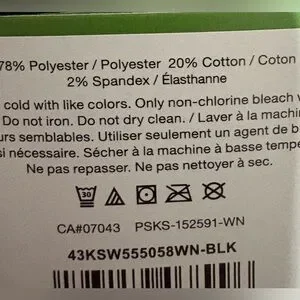 78% Polyester / Polyester 20% Cotton / Coton
2% Spandex / Élasthanne
cold with like colors. Only non-chlorine bleach
Do not iron. Do not dry clean. / Laver à la machi
urs semblables. Utiliser seulement un agent de b
si nécessaire. Sécher à la machine à basse tempe
Ne pas repasser. Ne pas nettoyer à sec.
30
CA#07043 PSKS-152591-WN
43KSW555058WN-BLK